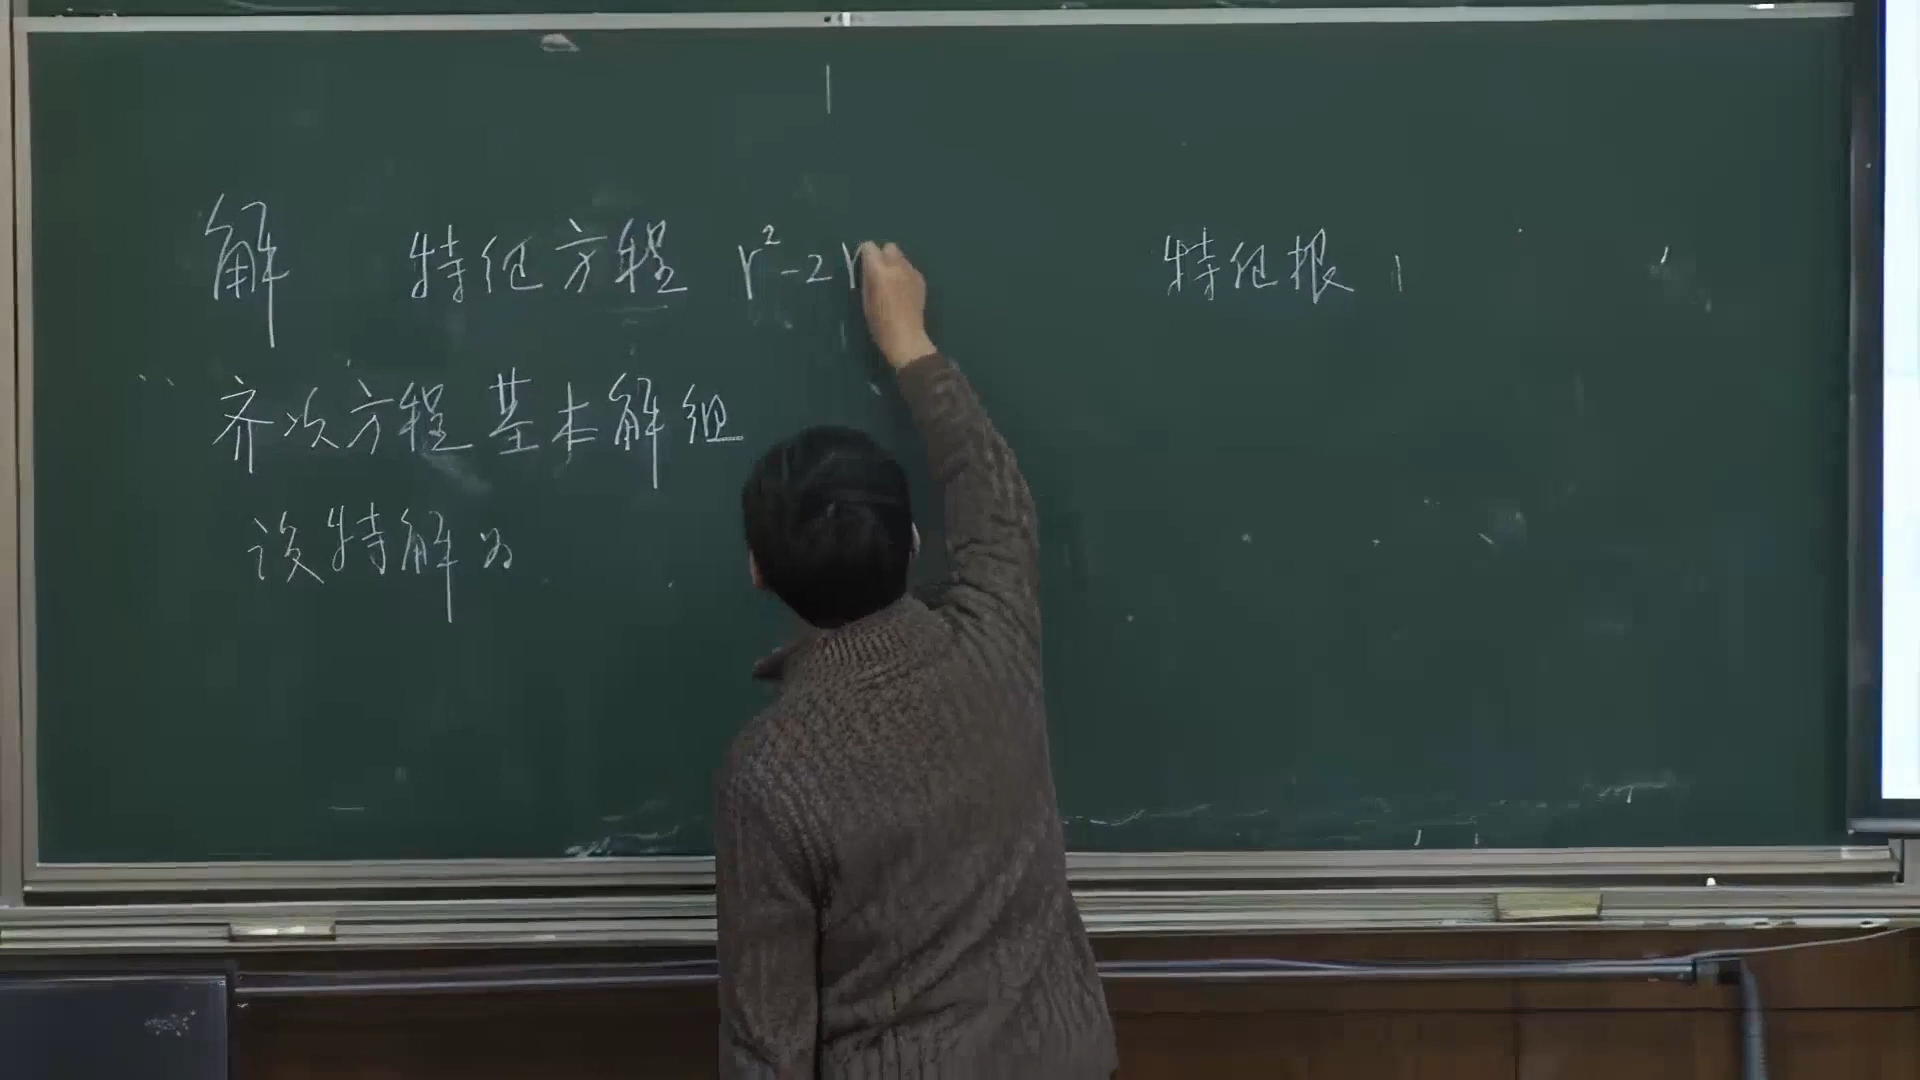 解 特征方程 r²-2r 特征根
齐次方程基本解组
设特解为